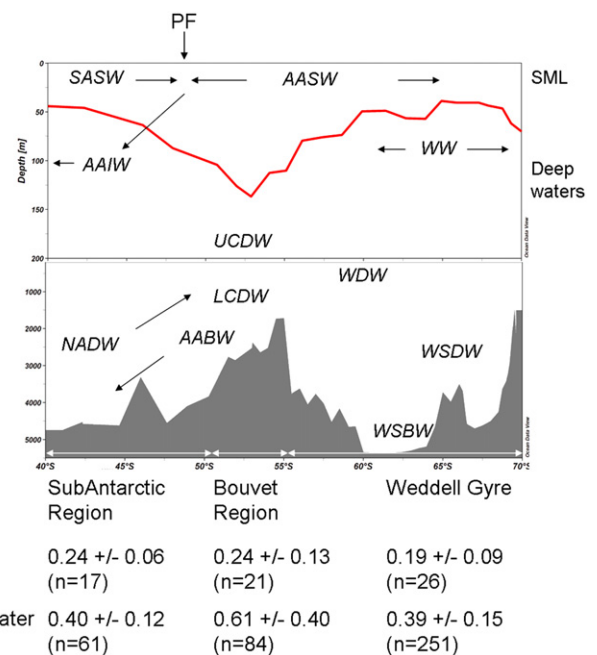 PF
0
SASW
AASW
SML
50
Depth [m]
AAIW
WW
100
Deep
waters
150
UCDW
200
Ocean Data View
WDW
1000
LCDW
2000
NADW
AABW
3000
WSDW
4000
WSBW
5000
Ocean Data View
40°S 45°S 50°S 55°S 60°S 65°S 70°S
SubAntarctic Bouvet Weddell Gyre
Region Region
0.24 +/- 0.06 0.24 +/- 0.13 0.19 +/- 0.09
(n=17) (n=21) (n=26)
ater 0.40 +/- 0.12 0.61 +/- 0.40 0.39 +/- 0.15
(n=61) (n=84) (n=251)